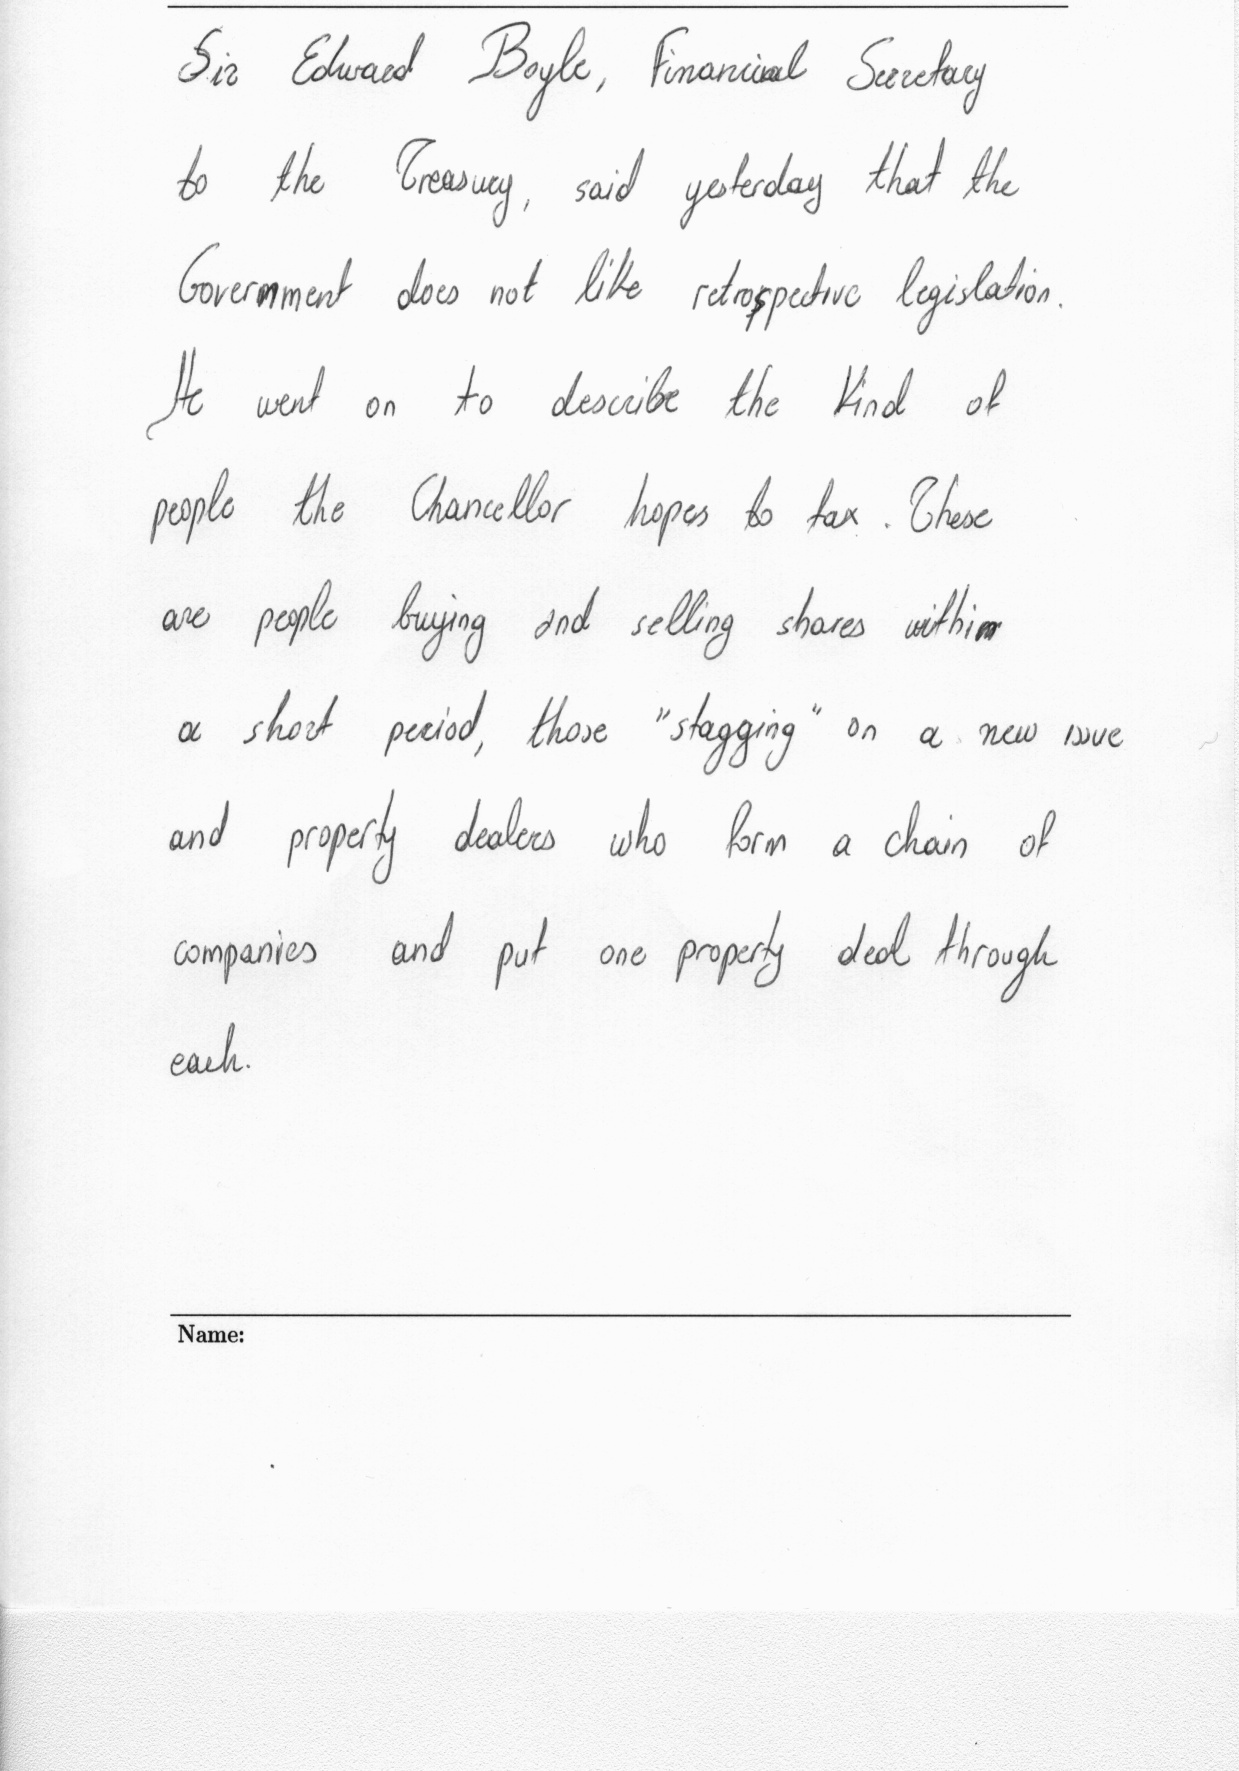 Sir Edward Boyle, Financial Secretary
to the Treasury, said yesterday that the
Government does not like retrospective legislation.
He went on to describe the kind of
people the Chancellor hopes to tax. These
are people buying and selling shares within
a short period, those "stagging" on a new issue
and property dealers who form a chain of
companies and put one property deal through
each.
Name: